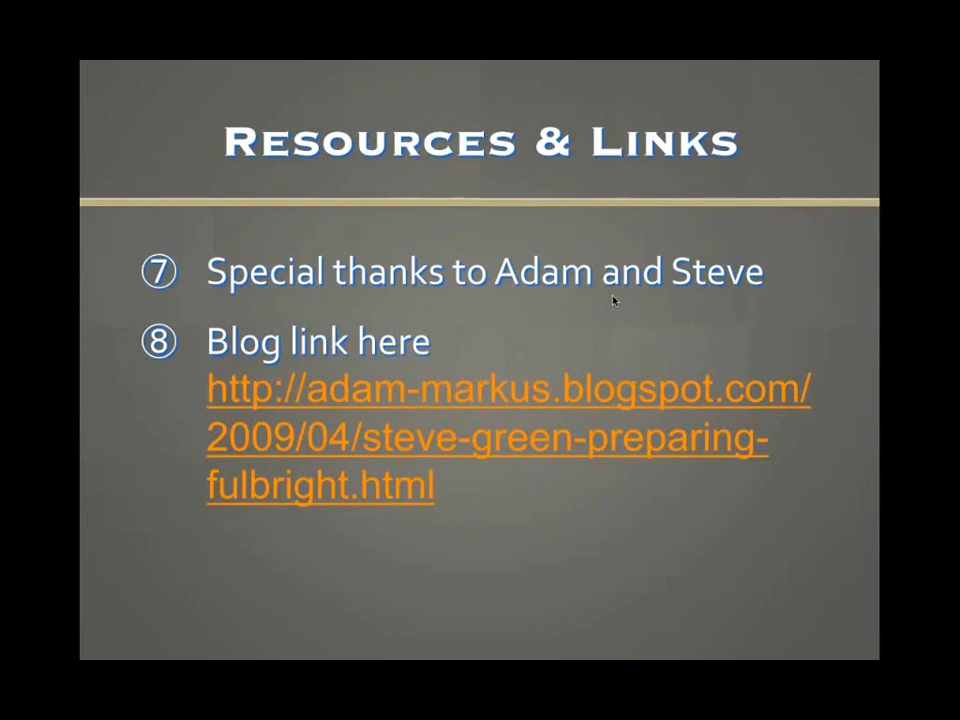 RESOURCES & LINKS
⑦ Special thanks to Adam and Steve
⑧ Blog link here
http://adam-markus.blogspot.com/
2009/04/steve-green-preparing-
fulbright.html